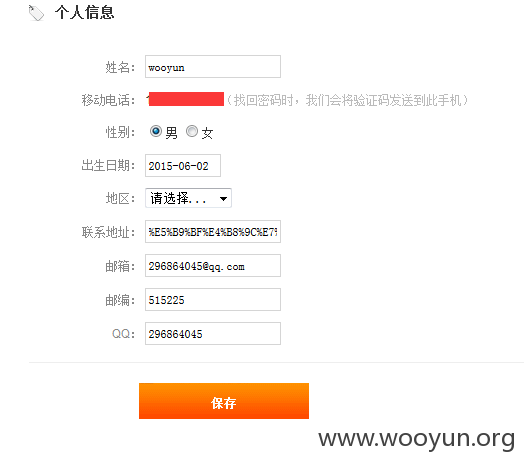 个人信息
姓名: wooyun
移动电话: (找回密码时，我们会将验证码发送到此手机)
性别: 男 女
出生日期: 2015-06-02
地区: 请选择...
联系地址: %E5%B9%BF%E4%B8%9C%E7%
邮箱: 296864045@qq.com
邮编: 515225
QQ: 296864045
保存
www.wooyun.org